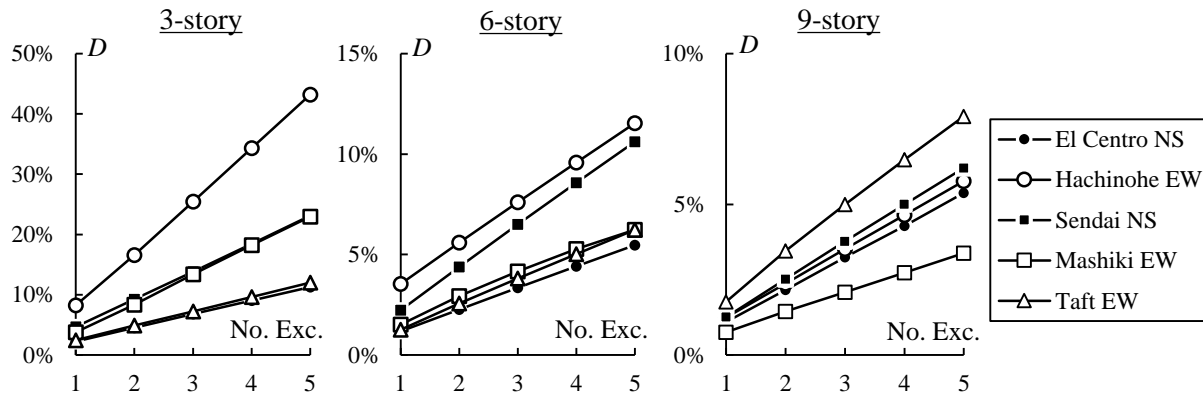 3-story
6-story
9-story
D
50%
40%
30%
20%
10%
0%
No. Exc.
1 2 3 4 5
D
15%
10%
5%
0%
No. Exc.
1 2 3 4 5
D
10%
5%
0%
No. Exc.
1 2 3 4 5
El Centro NS
Hachinohe EW
Sendai NS
Mashiki EW
Taft EW